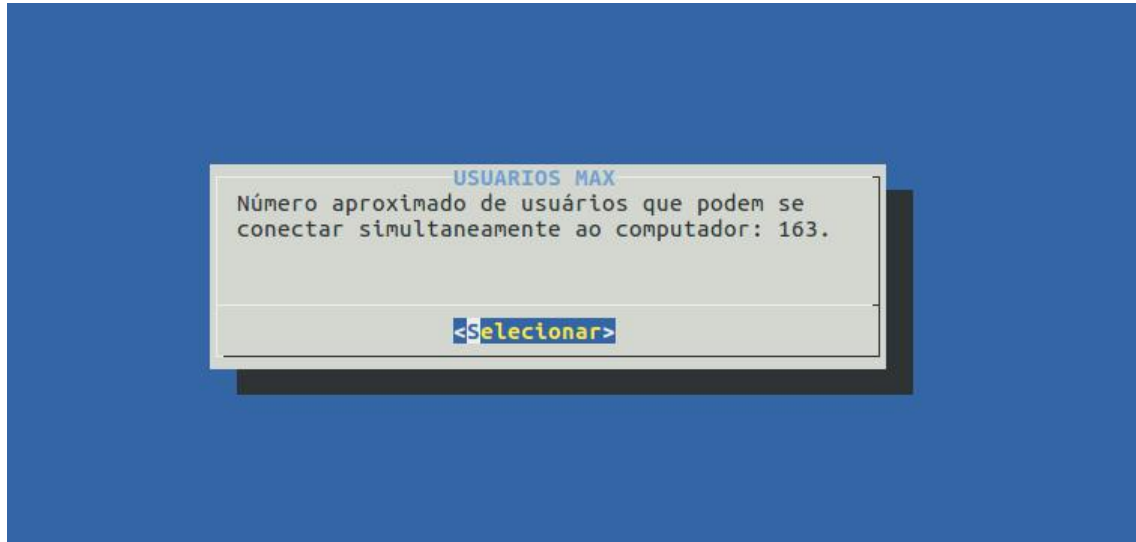 USUARIOS MAX
Número aproximado de usuários que podem se
conectar simultaneamente ao computador: 163.
<Selecionar>